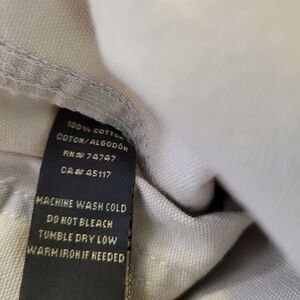 100% COTTON
COTON/ALGODÓN
RN# 74747
CA# 45117
MACHINE WASH COLD
DO NOT BLEACH
TUMBLE DRY LOW
WARM IRON IF NEEDED